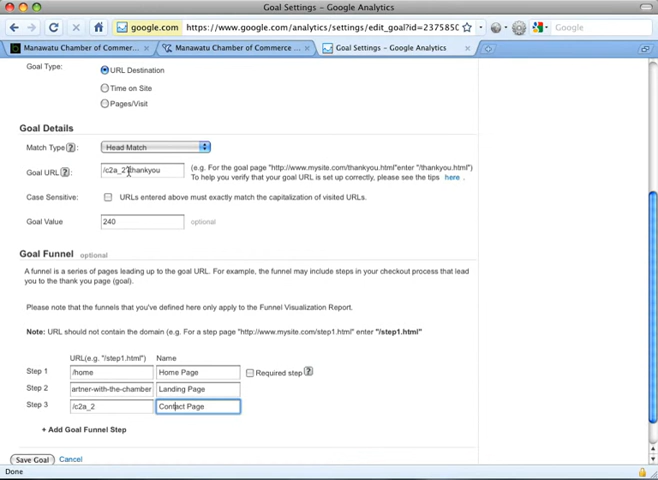 Goal Settings – Google Analytics
google.com https://www.google.com/analytics/settings/edit_goal?id=2375850
Google
Manawatu Chamber of Commer...
Manawatu Chamber of Commerce ...
Goal Settings – Google Analytics
Goal Type:
URL Destination
Time on Site
Pages/Visit
Goal Details
Match Type ? Head Match
Goal URL ? : (e.g. For the goal page "http://www.mysite.com/thankyou.html"enter "/thankyou.html")
To help you verify that your goal URL is set up correctly, please see the tips here .
Case Sensitive: URLs entered above must exactly match the capitalization of visited URLs.
Goal Value 240 optional
Goal Funnel optional
A funnel is a series of pages leading up to the goal URL. For example, the funnel may include steps in your checkout process that lead
you to the thank you page (goal).
Please note that the funnels that you've defined here only apply to the Funnel Visualization Report.
Note: URL should not contain the domain (e.g. For a step page "http://www.mysite.com/step1.html" enter "/step1.html"
URL(e.g. "/step1.html") Name
Step 1 /home Home Page Required step ?
Step 2 artner-with-the-chamber Landing Page
Step 3 /c2a_2 Contact Page
+ Add Goal Funnel Step
Save Goal Cancel
Done